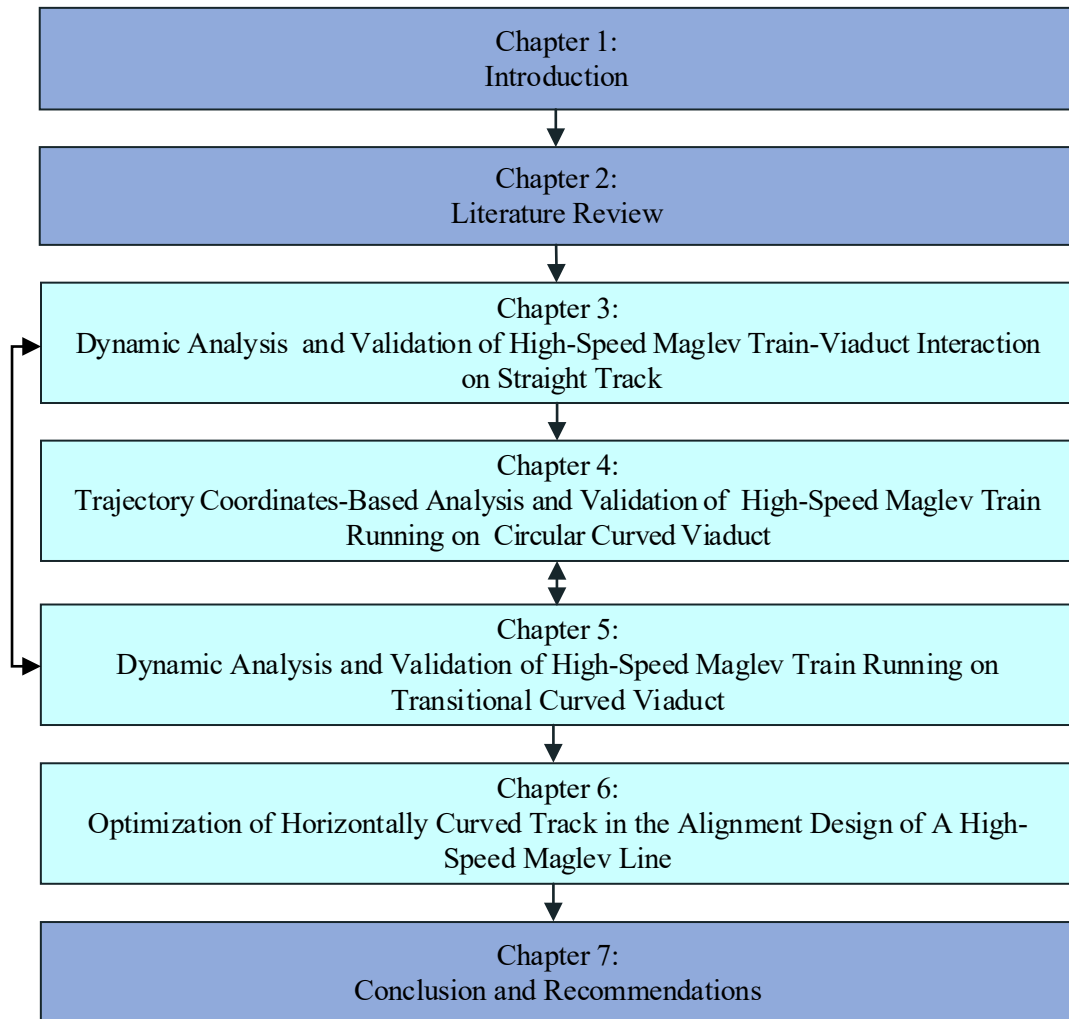 Chapter 1:
Introduction
Chapter 2:
Literature Review
Chapter 3:
Dynamic Analysis and Validation of High-Speed Maglev Train-Viaduct Interaction
on Straight Track
Chapter 4:
Trajectory Coordinates-Based Analysis and Validation of High-Speed Maglev Train
Running on Circular Curved Viaduct
Chapter 5:
Dynamic Analysis and Validation of High-Speed Maglev Train Running on
Transitional Curved Viaduct
Chapter 6:
Optimization of Horizontally Curved Track in the Alignment Design of A High-
Speed Maglev Line
Chapter 7:
Conclusion and Recommendations